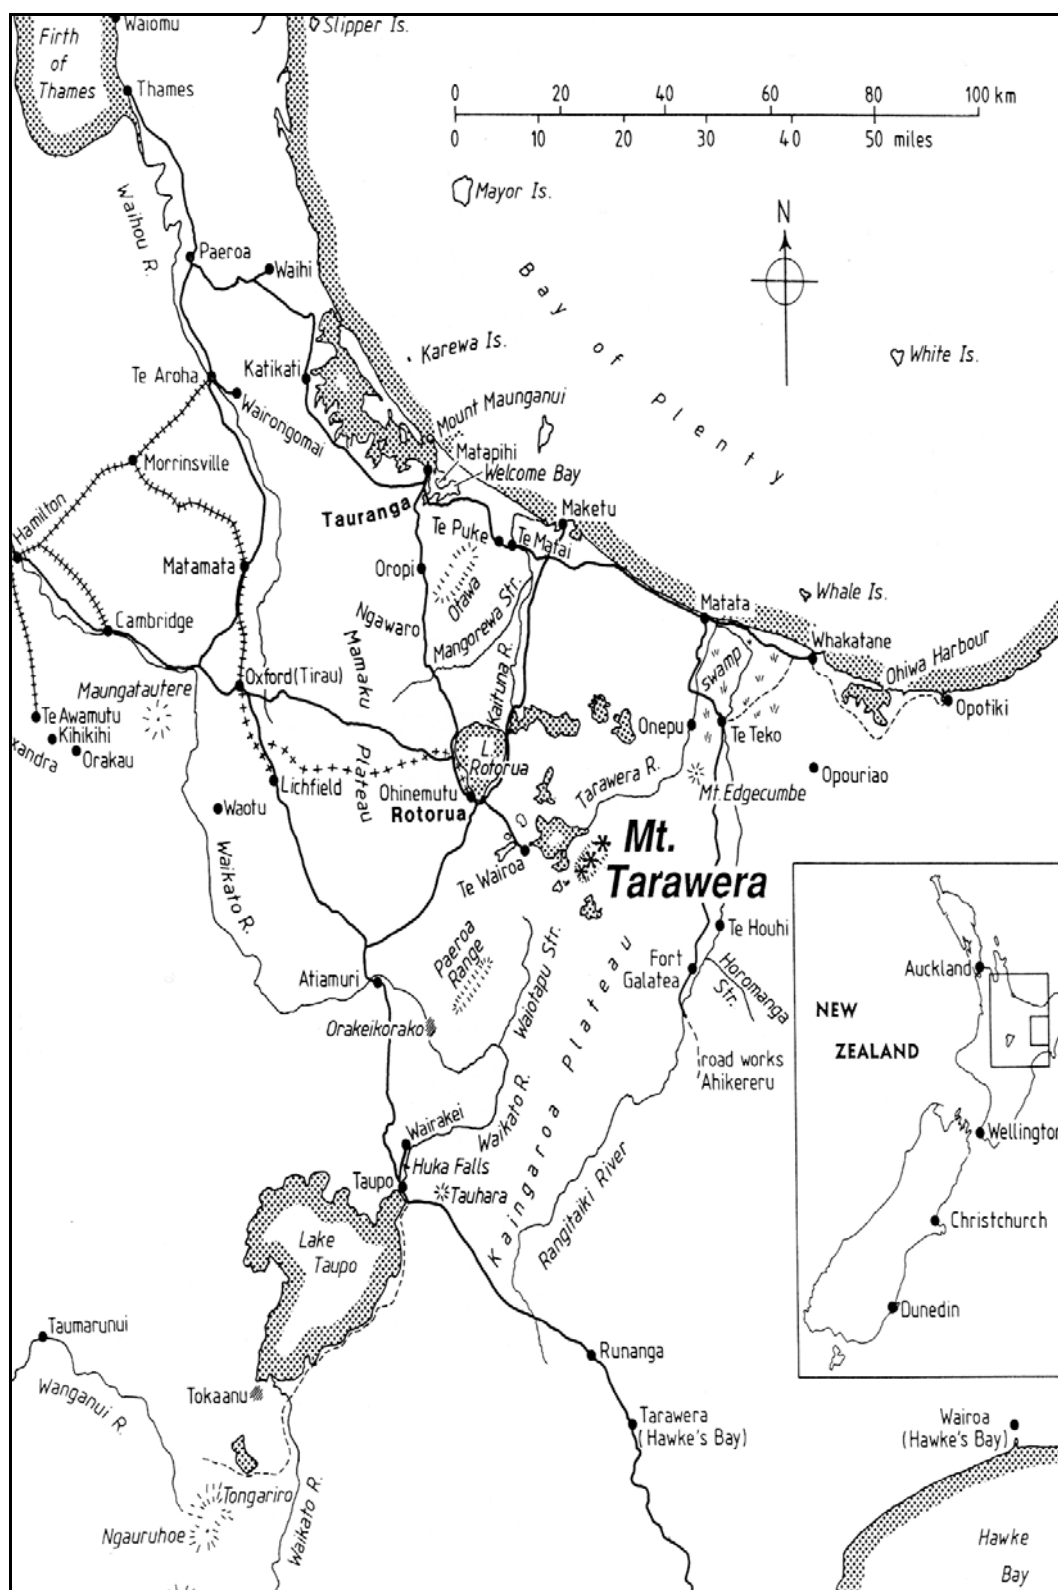 Waiomu
Slipper Is.
Firth
of
Thames
Thames
0 20 40 60 80 100 km
0 10 20 30 40 50 miles
Mayor Is.
N
Waihou R.
Paeroa
Waihi
Bay of Plenty
Karewa Is.
White Is.
Te Aroha
Katikati
Wairongomai
Mount Maunganui
Matapihi
Welcome Bay
Morrinsville
Hamilton
Tauranga
Maketu
Te Puke
Te Matai
Matamata
Oropi
Otawa
Ngawaro
Mangorewa Str.
Kaituna R.
Whale Is.
Matata
Whakatane
Ohiwa Harbour
Cambridge
Mamaku
Plateau
swamp
Maungatautere
Oxford (Tirau)
Opotiki
Te Awamutu
Kihikihi
xandra
Orakau
L.
Rotorua
Onepu
Te Teko
Opouriao
Lichfield
Ohinemutu
Rotorua
Tarawera R.
Mt. Edgecumbe
Waotu
Waikato R.
Te Wairoa
Mt.
Tarawera
Te Houhi
Paeroa
Range
Waiotapu Str.
Fort
Galatea
Horomanga
Str.
Atiamuri
Orakeikorako
road works
Ahikereru
Auckland
NEW
ZEALAND
Wellington
Christchurch
Dunedin
Kaingaroa Plateau
Waikato R.
Wairakei
Huka Falls
Taupo
Tauhara
Rangitaiki River
Lake
Taupo
Taumarunui
Wanganui R.
Runanga
Tokaanu
Tarawera
(Hawke's Bay)
Wairoa
(Hawke's Bay)
Tongariro
Ngauruhoe
Waikato R.
Hawke
Bay